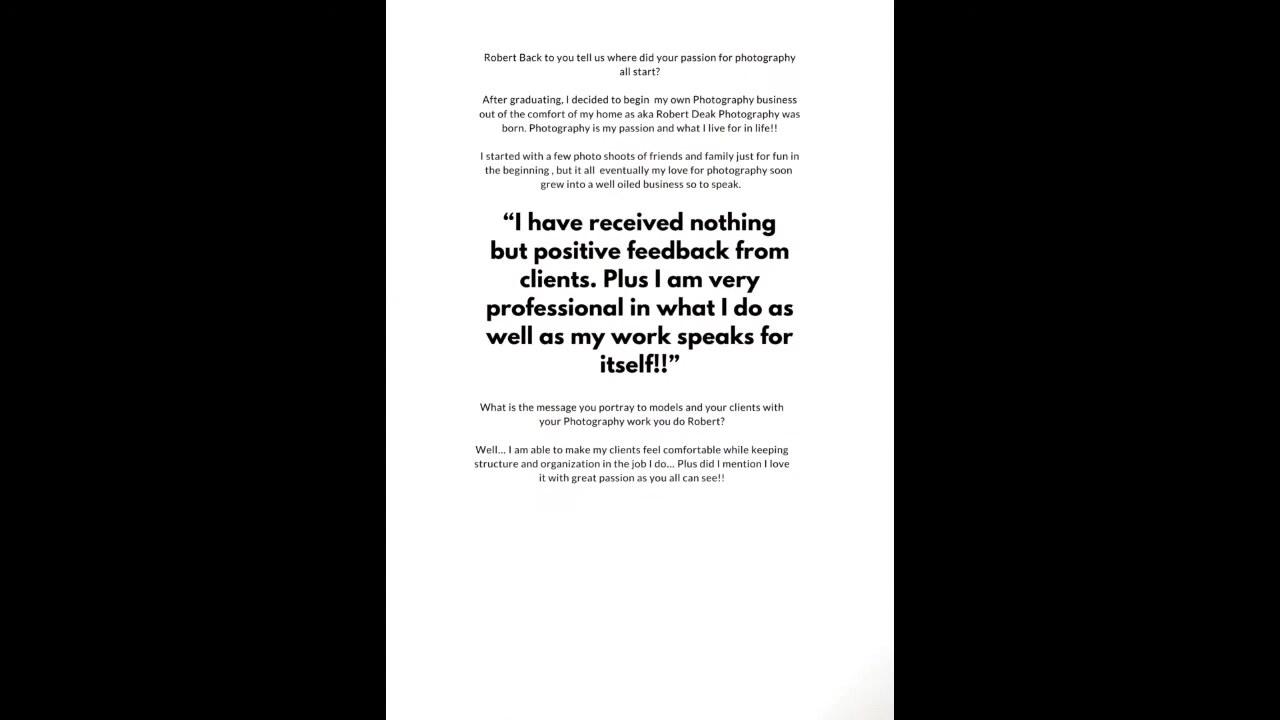 Robert Back to you tell us where did your passion for photography
all start?
After graduating, I decided to begin  my own Photography business
out of the comfort of my home as aka Robert Deak Photography was
born. Photography is my passion and what I live for in life!!
I started with a few photo shoots of friends and family just for fun in
the beginning , but it all  eventually my love for photography soon
grew into a well oiled business so to speak.
“I have received nothing
but positive feedback from
clients. Plus I am very
professional in what I do as
well as my work speaks for
itself!!”
What is the message you portray to models and your clients with
your Photography work you do Robert?
Well... I am able to make my clients feel comfortable while keeping
structure and organization in the job I do... Plus did I mention I love
it with great passion as you all can see!!